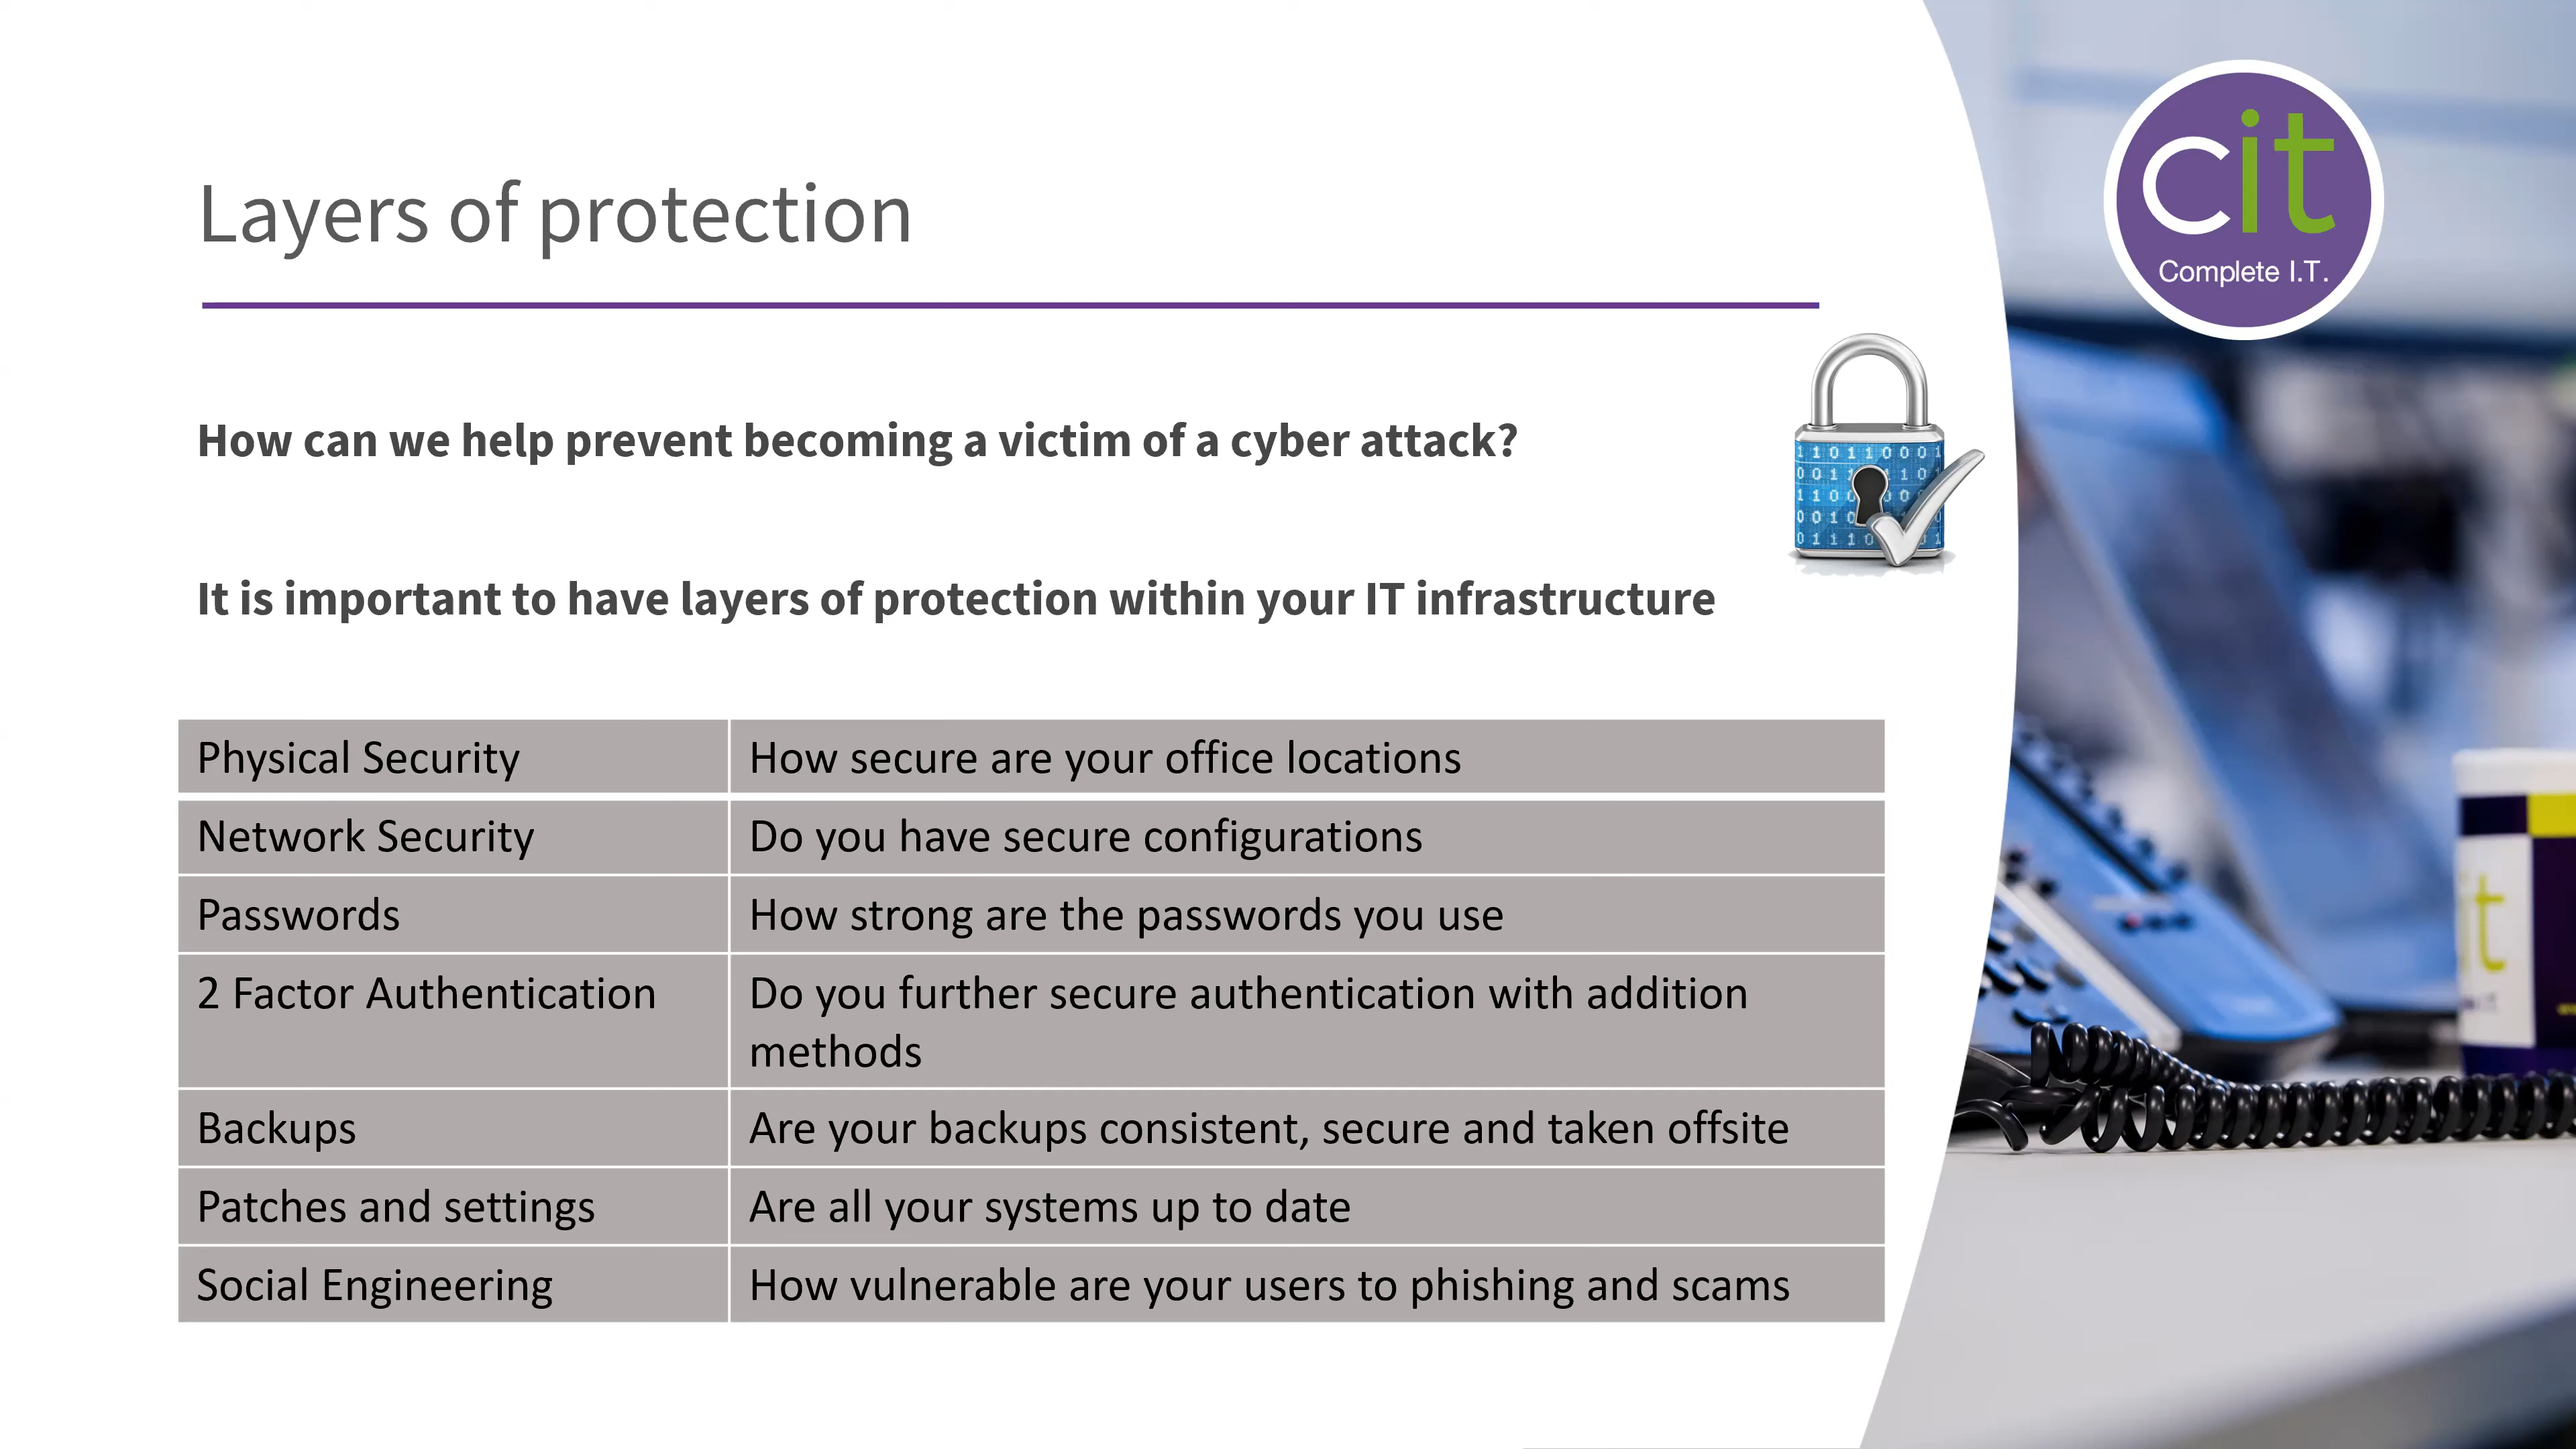 Layers of protection
cit
Complete I.T.
How can we help prevent becoming a victim of a cyber attack?
It is important to have layers of protection within your IT infrastructure
Physical Security
How secure are your office locations
Network Security
Do you have secure configurations
Passwords
How strong are the passwords you use
2 Factor Authentication
Do you further secure authentication with addition
methods
Backups
Are your backups consistent, secure and taken offsite
Patches and settings
Are all your systems up to date
Social Engineering
How vulnerable are your users to phishing and scams
it